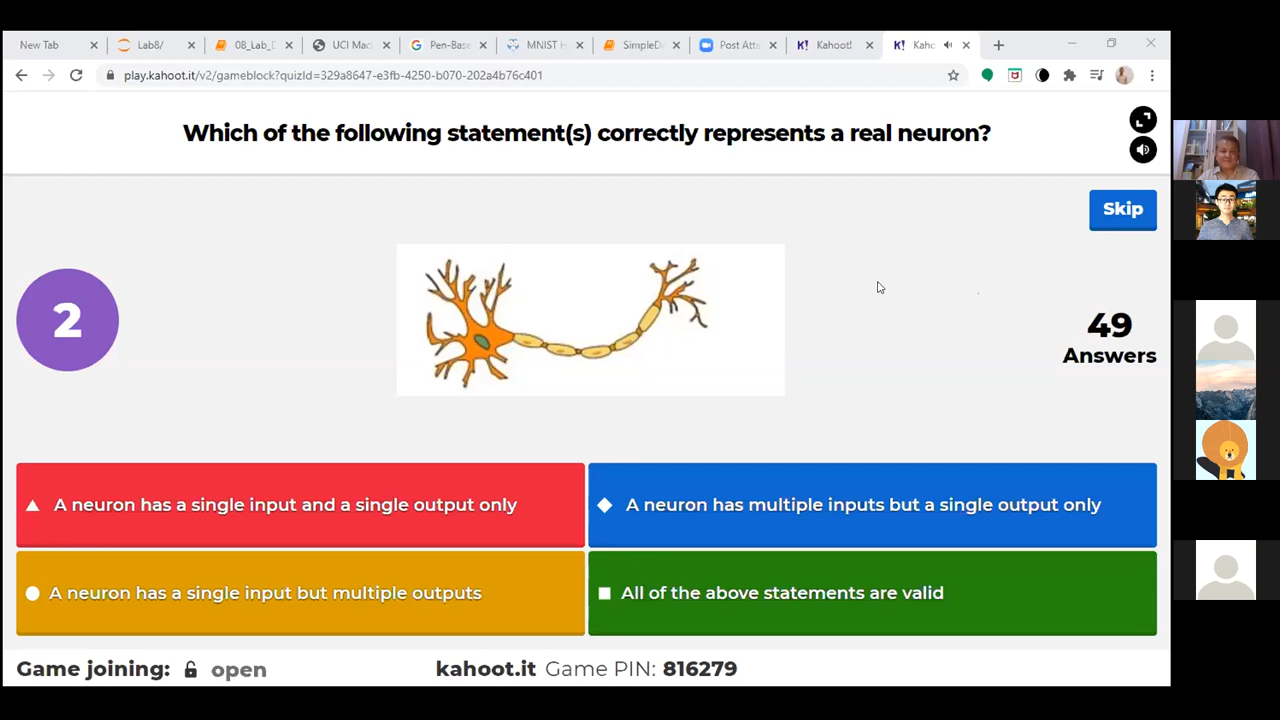 New Tab
Lab8/
08_Lab_D
UCI Mac
Pen-Base
MNIST H
SimpleDe
Post Atte
Kahoot!
Kaho
play.kahoot.it/v2/gameblock?quizId=329a8647-e3fb-4250-b070-202a4b76c401
Which of the following statement(s) correctly represents a real neuron?
Skip
2
49
Answers
A neuron has a single input and a single output only
A neuron has multiple inputs but a single output only
A neuron has a single input but multiple outputs
All of the above statements are valid
Game joining: open
kahoot.it Game PIN: 816279